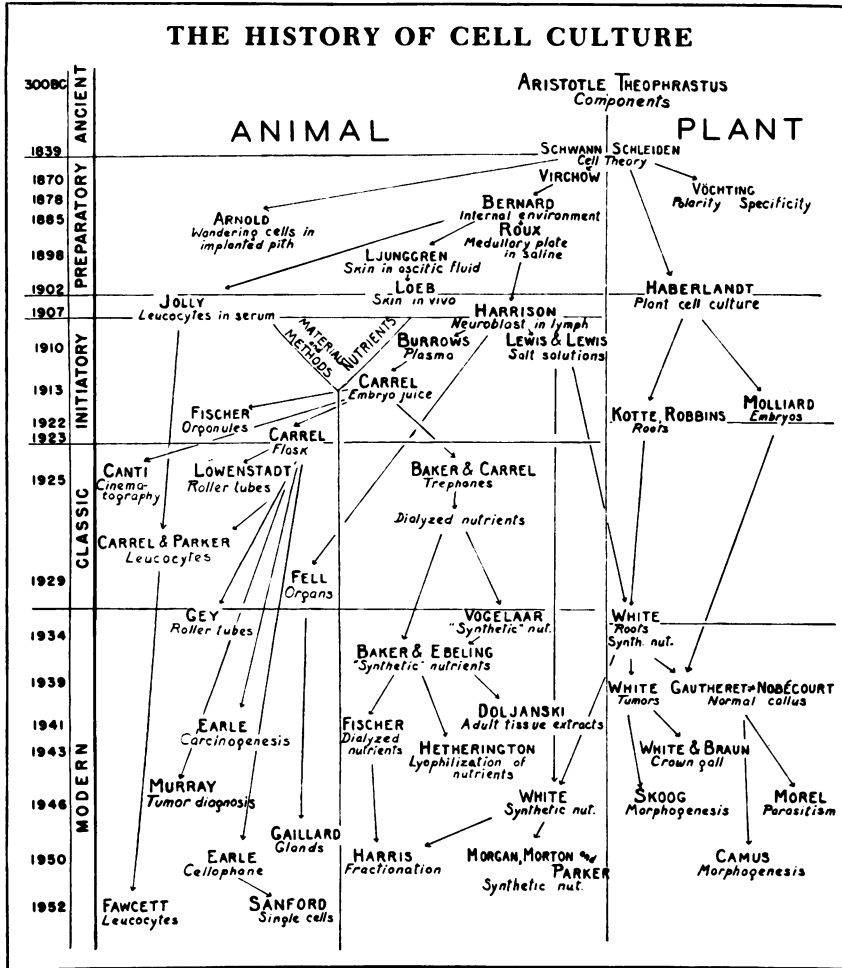 THE HISTORY OF CELL CULTURE
300BC
ANCIENT
ARISTOTLE THEOPHRASTUS
Components
ANIMAL
PLANT
1839
SCHWANN SCHLEIDEN
Cell Theory
PREPARATORY
1870
VIRCHOW
VÖCHTING
Polarity Specificity
1878
BERNARD
Internal environment
1885
ARNOLD
Wandering cells in
implanted pith
ROUX
Medullary plate
in saline
1898
LJUNGGREN
Skin in ascitic fluid
LOEB
Skin in vivo
HABERLANDT
Plant cell culture
1902
JOLLY
Leucocytes in serum
1907
HARRISON
Neuroblast in lymph
INITIATORY
MATERIALS
and
METHODS
NUTRIENTS
1910
BURROWS
Plasma
LEWIS & LEWIS
Salt solutions
1913
CARREL
Embryo juice
FISCHER
Organules
KOTTE, ROBBINS
Roots
MOLLIARD
Embryos
1922
1923
CARREL
Flask
CLASSIC
1925
CANTI
Cinema-
tography
LÖWENSTADT
Roller tubes
BAKER & CARREL
Trephones
Dialyzed nutrients
CARREL & PARKER
Leucocytes
1929
FELL
Organs
MODERN
GEY
Roller tubes
VOGELAAR
"Synthetic" nut.
WHITE
Roots
Synth. nut.
1934
BAKER & EBELING
"Synthetic" nutrients
1939
WHITE
Tumors
GAUTHERET NOBÉCOURT
Normal callus
1941
EARLE
Carcinogenesis
FISCHER
Dialyzed
nutrients
DOLJANSKI
Adult tissue extracts
1943
HETHERINGTON
Lyophilization of
nutrients
WHITE & BRAUN
Crown gall
1946
MURRAY
Tumor diagnosis
WHITE
Synthetic nut.
SKOOG
Morphogenesis
MOREL
Parasitism
GAILLARD
Glands
1950
EARLE
Cellophane
HARRIS
Fractionation
MORGAN, MORTON and
PARKER
Synthetic nut.
CAMUS
Morphogenesis
1952
FAWCETT
Leucocytes
SANFORD
Single cells